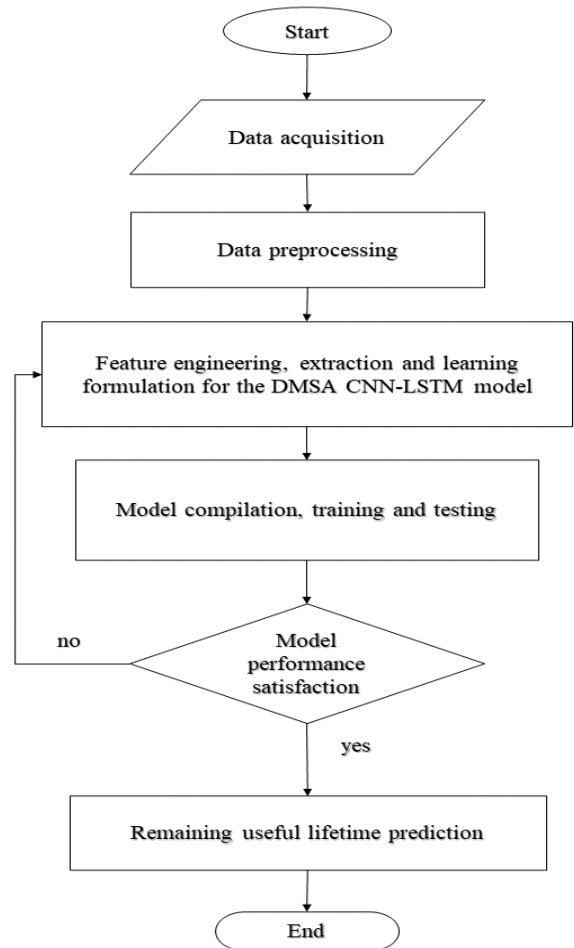 Start
Data acquisition
Data preprocessing
Feature engineering, extraction and learning
formulation for the DMSA CNN-LSTM model
Model compilation, training and testing
no
Model
performance
satisfaction
yes
Remaining useful lifetime prediction
End